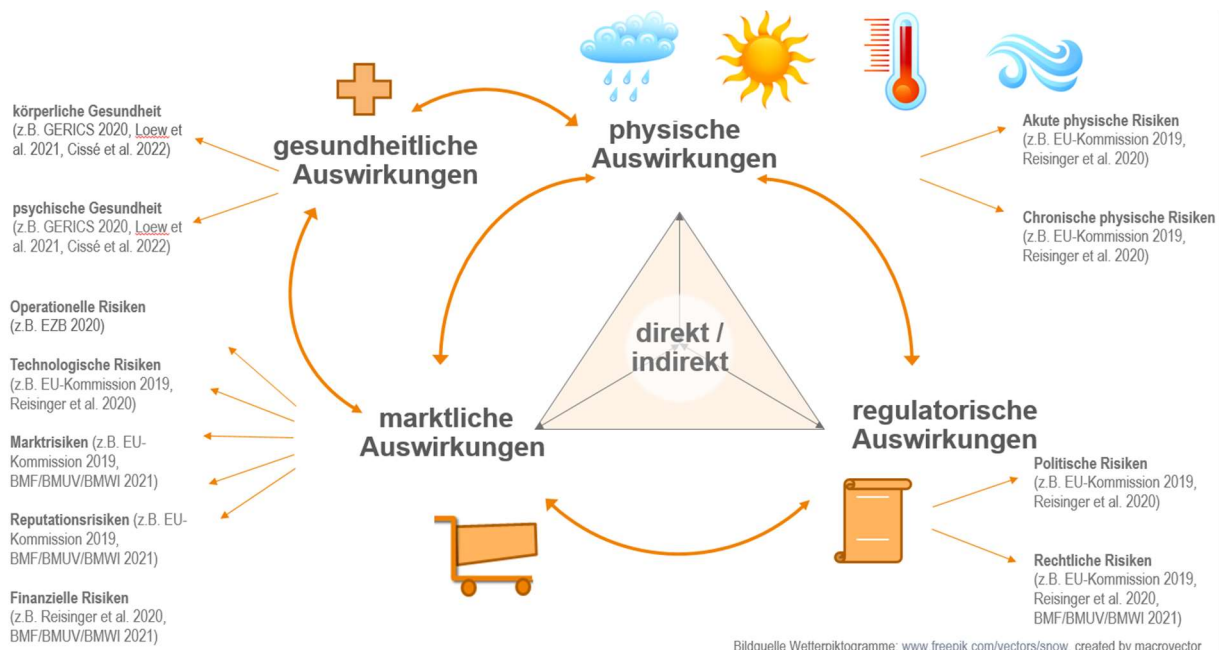 körperliche Gesundheit
(z.B. GERICS 2020, Loew et
al. 2021, Cissé et al. 2022)
psychische Gesundheit
(z.B. GERICS 2020, Loew et
al. 2021, Cissé et al. 2022)
gesundheitliche
Auswirkungen
physische
Auswirkungen
Akute physische Risiken
(z.B. EU-Kommission 2019,
Reisinger et al. 2020)
Chronische physische Risiken
(z.B. EU-Kommission 2019,
Reisinger et al. 2020)
direkt /
indirekt
Operationelle Risiken
(z.B. EZB 2020)
Technologische Risiken
(z.B. EU-Kommission 2019,
Reisinger et al. 2020)
Marktrisiken (z.B. EU-
Kommission 2019,
BMF/BMUV/BMWI 2021)
Reputationsrisiken (z.B. EU-
Kommission 2019,
BMF/BMUV/BMWI 2021)
Finanzielle Risiken
(z.B. Reisinger et al. 2020,
BMF/BMUV/BMWI 2021)
marktliche
Auswirkungen
regulatorische
Auswirkungen
Politische Risiken
(z.B. EU-Kommission 2019,
Reisinger et al. 2020)
Rechtliche Risiken
(z.B. EU-Kommission 2019,
Reisinger et al. 2020,
BMF/BMUV/BMWI 2021)
Bildquelle Wetterpiktogramme: www.freepik.com/vectors/snow, created by macrovector